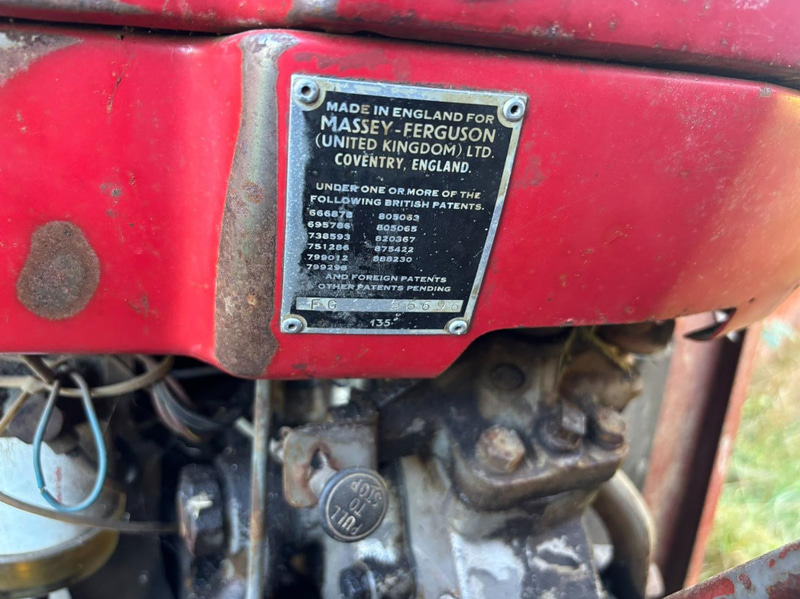 MADE IN ENGLAND FOR
MASSEY-FERGUSON
(UNITED KINGDOM) LTD.
COVENTRY, ENGLAND.
UNDER ONE OR MORE OF THE
FOLLOWING BRITISH PATENTS.
666878 805063
695786 805065
738593 820367
751286 875422
799012 888230
799296
AND FOREIGN PATENTS
OTHER PATENTS PENDING
135
PULL
TO
STOP